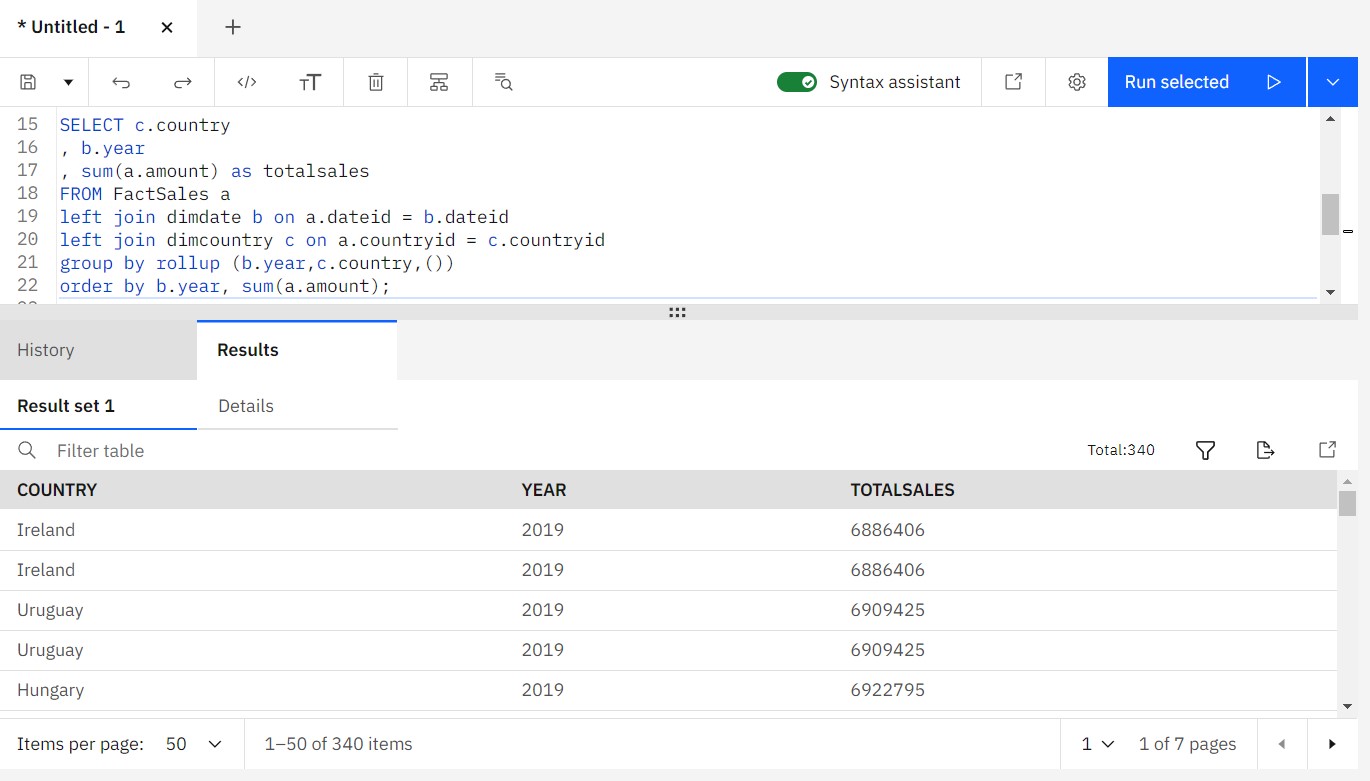 * Untitled - 1
Syntax assistant
Run selected
15 SELECT c.country
16 , b.year
17 , sum(a.amount) as totalsales
18 FROM FactSales a
19 left join dimdate b on a.dateid = b.dateid
20 left join dimcountry c on a.countryid = c.countryid
21 group by rollup (b.year,c.country,())
22 order by b.year, sum(a.amount);
History Results
Result set 1 Details
Filter table Total:340
COUNTRY YEAR TOTALSALES
Ireland 2019 6886406
Ireland 2019 6886406
Uruguay 2019 6909425
Uruguay 2019 6909425
Hungary 2019 6922795
Items per page: 50 1–50 of 340 items 1 1 of 7 pages